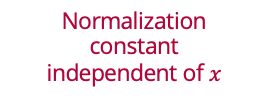 Normalization
constant
independent of x